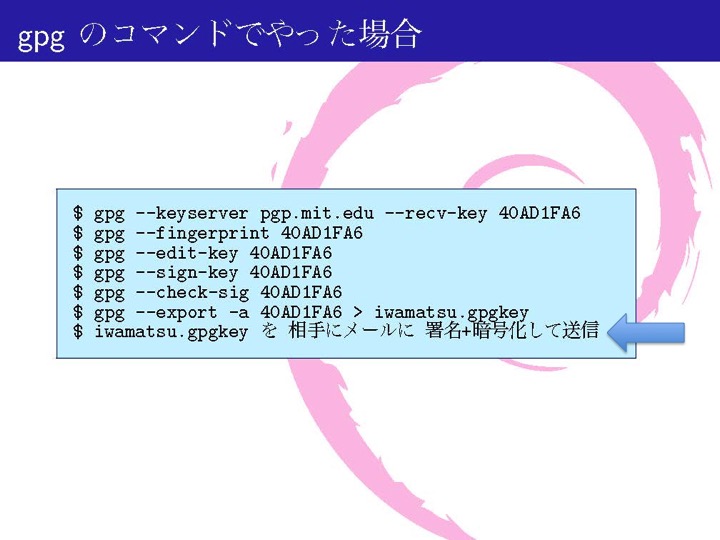 gpg のコマンドでやった場合
$ gpg --keyserver pgp.mit.edu --recv-key 40AD1FA6
$ gpg --fingerprint 40AD1FA6
$ gpg --edit-key 40AD1FA6
$ gpg --sign-key 40AD1FA6
$ gpg --check-sig 40AD1FA6
$ gpg --export -a 40AD1FA6 > iwamatsu.gpgkey
$ iwamatsu.gpgkey を 相手にメールに 署名+暗号化して送信